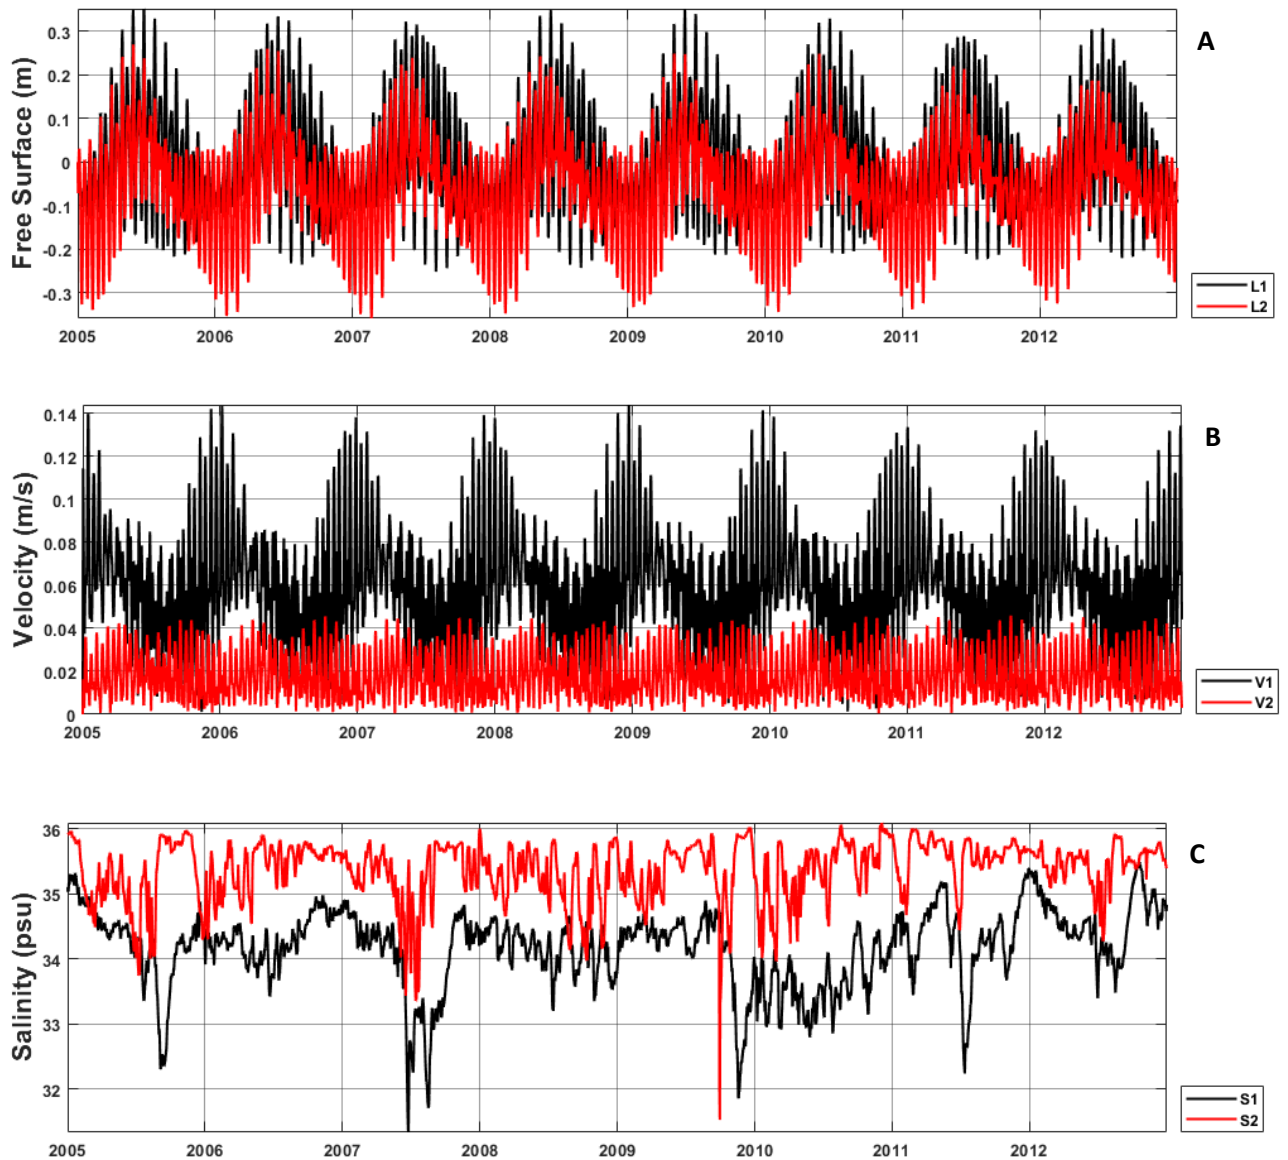 A
Free Surface (m)
0.3
0.2
0.1
0
-0.1
-0.2
-0.3
2005 2006 2007 2008 2009 2010 2011 2012
L1
L2
B
Velocity (m/s)
0.14
0.12
0.1
0.08
0.06
0.04
0.02
0
2005 2006 2007 2008 2009 2010 2011 2012
V1
V2
C
Salinity (psu)
36
35
34
33
32
2005 2006 2007 2008 2009 2010 2011 2012
S1
S2